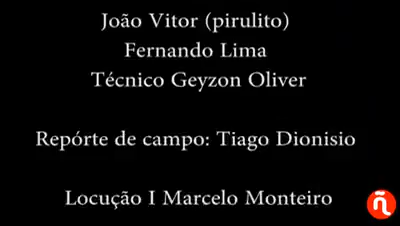 João Vitor (pirulito)
Fernando Lima
Técnico Geyzon Oliver
Repórte de campo: Tiago Dionisio
Locução I Marcelo Monteiro
ñ